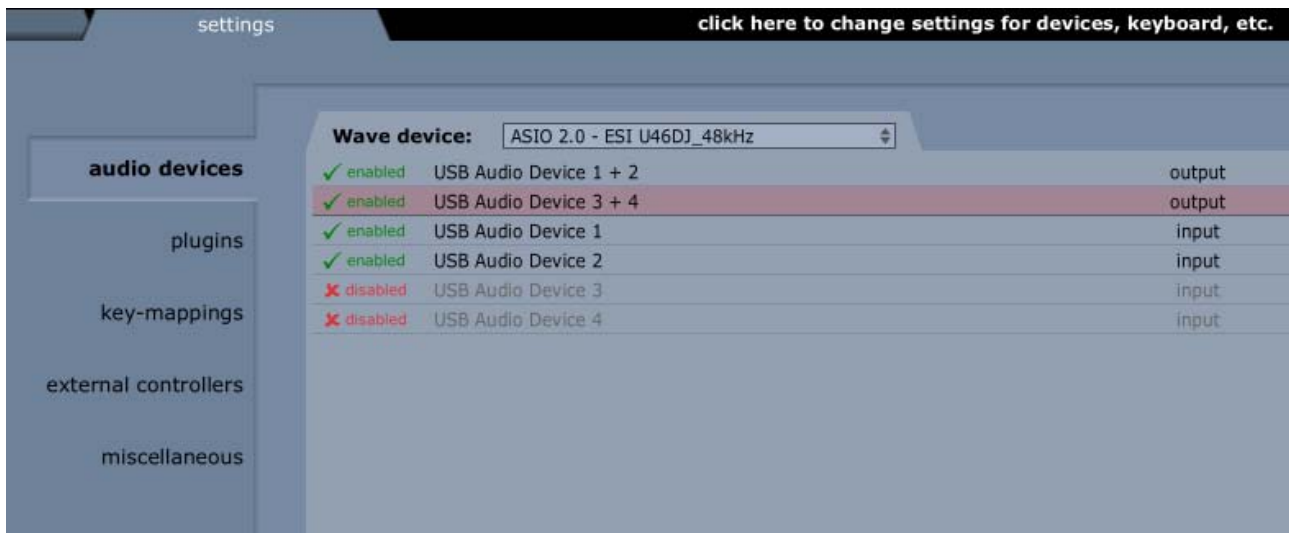 settings
click here to change settings for devices, keyboard, etc.
Wave device: ASIO 2.0 - ESI U46DJ_48kHz
audio devices
plugins
key-mappings
external controllers
miscellaneous
enabled USB Audio Device 1 + 2 output
enabled USB Audio Device 3 + 4 output
enabled USB Audio Device 1 input
enabled USB Audio Device 2 input
disabled USB Audio Device 3 input
disabled USB Audio Device 4 input